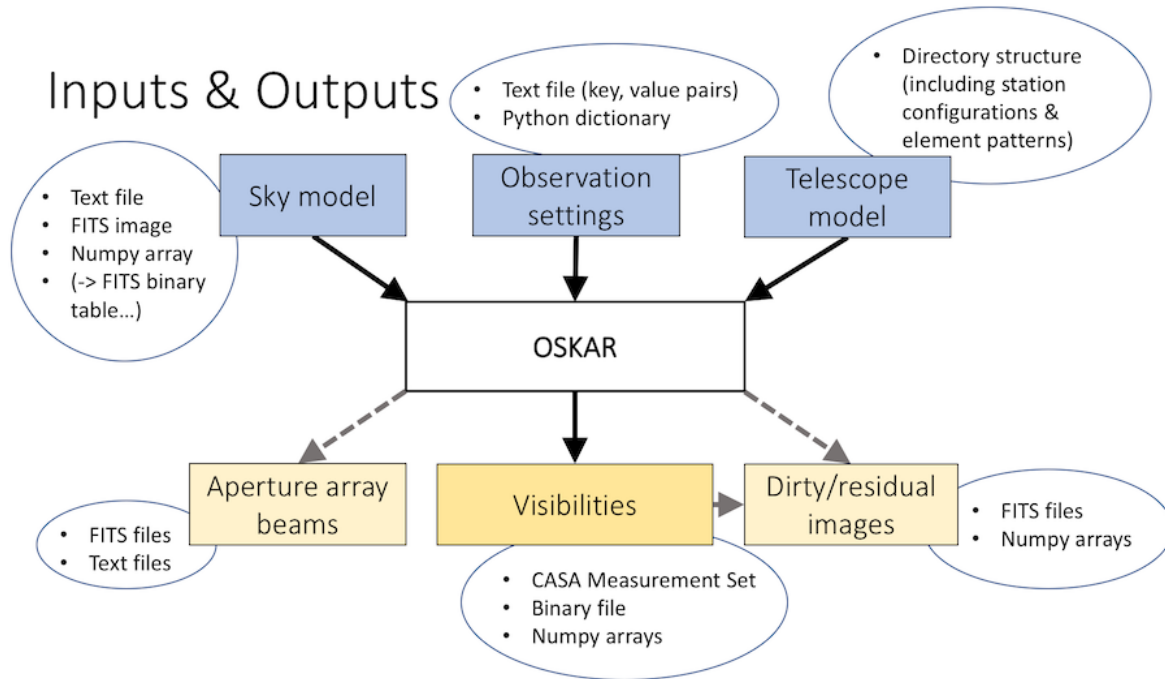 Inputs & Outputs
• Text file (key, value pairs)
• Python dictionary
• Directory structure
(including station
configurations &
element patterns)
• Text file
• FITS image
• Numpy array
• (-> FITS binary
table...)
Sky model
Observation
settings
Telescope
model
OSKAR
Aperture array
beams
Visibilities
Dirty/residual
images
• FITS files
• Text files
• CASA Measurement Set
• Binary file
• Numpy arrays
• FITS files
• Numpy arrays